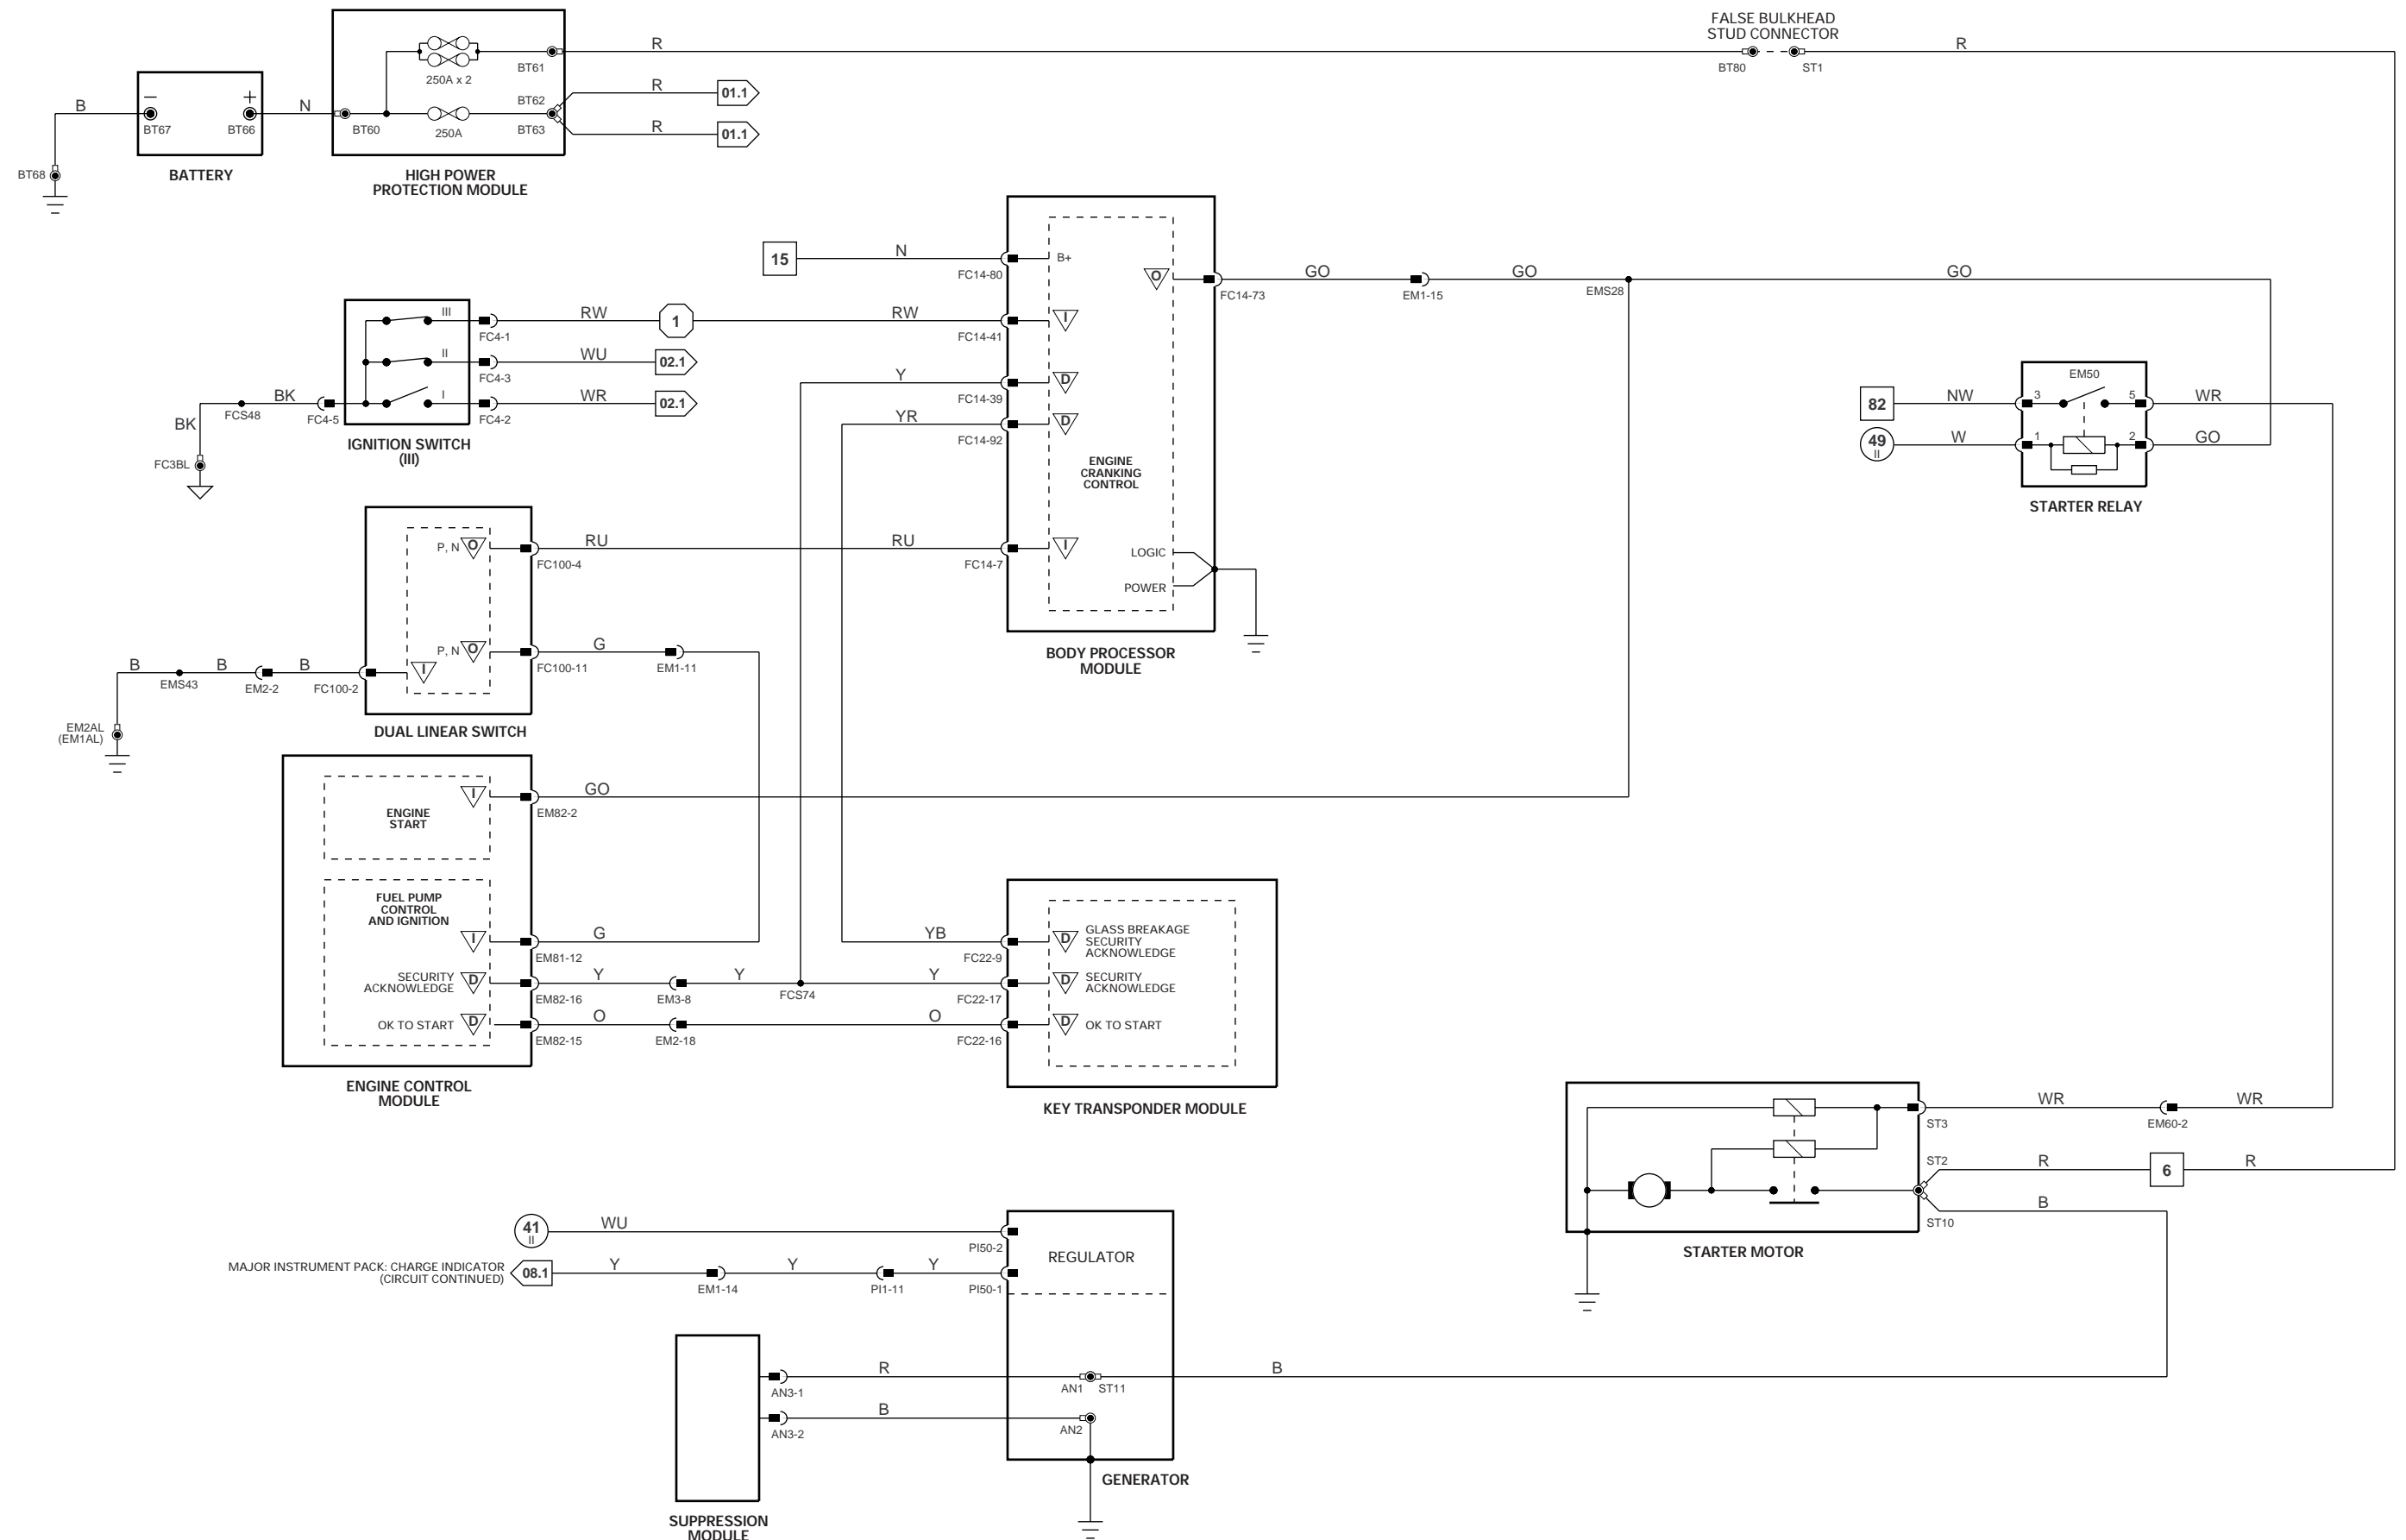 FALSE BULKHEAD
STUD CONNECTOR
R
R
BT80
ST1
BT61
250A x 2
BT62
R
01.1
B
–
+
N
BT67
BT66
BT60
250A
BT63
R
01.1
BT68
BATTERY
HIGH POWER
PROTECTION MODULE
15
N
FC14-80
B+
O
FC14-73
GO
EM1-15
GO
EMS28
GO
III
FC4-1
RW
1
RW
FC14-41
I
II
FC4-3
WU
02.1
Y
FC14-39
D
I
FC4-2
WR
02.1
YR
FC14-92
D
BK
BK
FCS48
FC4-5
FC3BL
IGNITION SWITCH
(III)
ENGINE
CRANKING
CONTROL
EM50
82
NW
3
5
WR
49
II
W
1
2
GO
STARTER RELAY
P, N
O
RU
FC100-4
RU
FC14-7
I
LOGIC
POWER
BODY PROCESSOR
MODULE
P, N
O
G
FC100-11
EM1-11
B
EMS43
B
EM2-2
B
FC100-2
I
EM2AL
(EM1AL)
DUAL LINEAR SWITCH
ENGINE
START
I
GO
EM82-2
FUEL PUMP
CONTROL
AND IGNITION
I
G
EM81-12
YB
FC22-9
D
GLASS BREAKAGE
SECURITY
ACKNOWLEDGE
SECURITY
ACKNOWLEDGE
D
Y
EM82-16
EM3-8
Y
FCS74
Y
FC22-17
D
SECURITY
ACKNOWLEDGE
OK TO START
D
O
EM82-15
EM2-18
O
FC22-16
D
OK TO START
ENGINE CONTROL
MODULE
KEY TRANSPONDER MODULE
ST3
WR
EM60-2
WR
ST2
R
6
R
B
ST10
STARTER MOTOR
41
II
WU
PI50-2
REGULATOR
MAJOR INSTRUMENT PACK: CHARGE INDICATOR
(CIRCUIT CONTINUED)
08.1
Y
EM1-14
Y
PI1-11
Y
PI50-1
AN3-1
R
AN1
ST11
B
AN3-2
B
AN2
GENERATOR
SUPPRESSION
MODULE